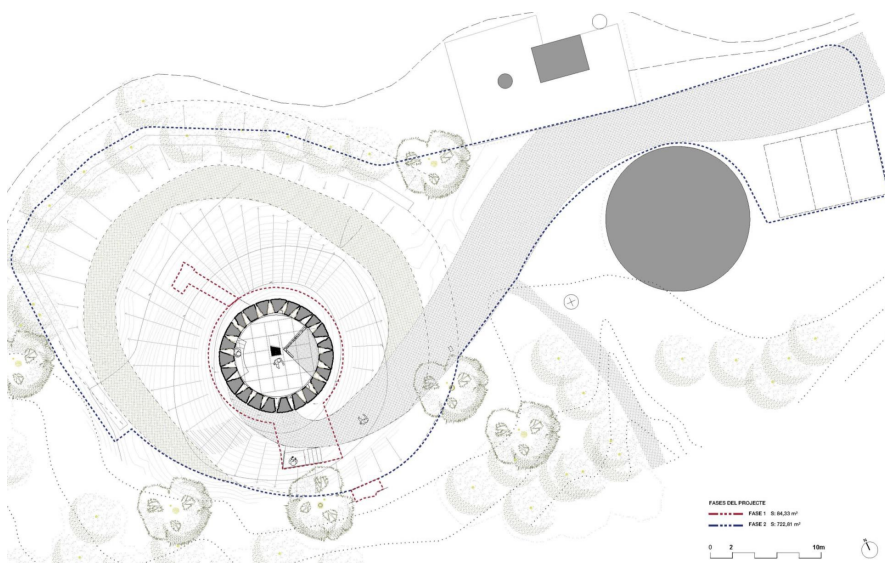 FASES DEL PROJECTE
FASE 1 S: 84,33 m²
FASE 2 S: 722,81 m²
0 2 10m
N